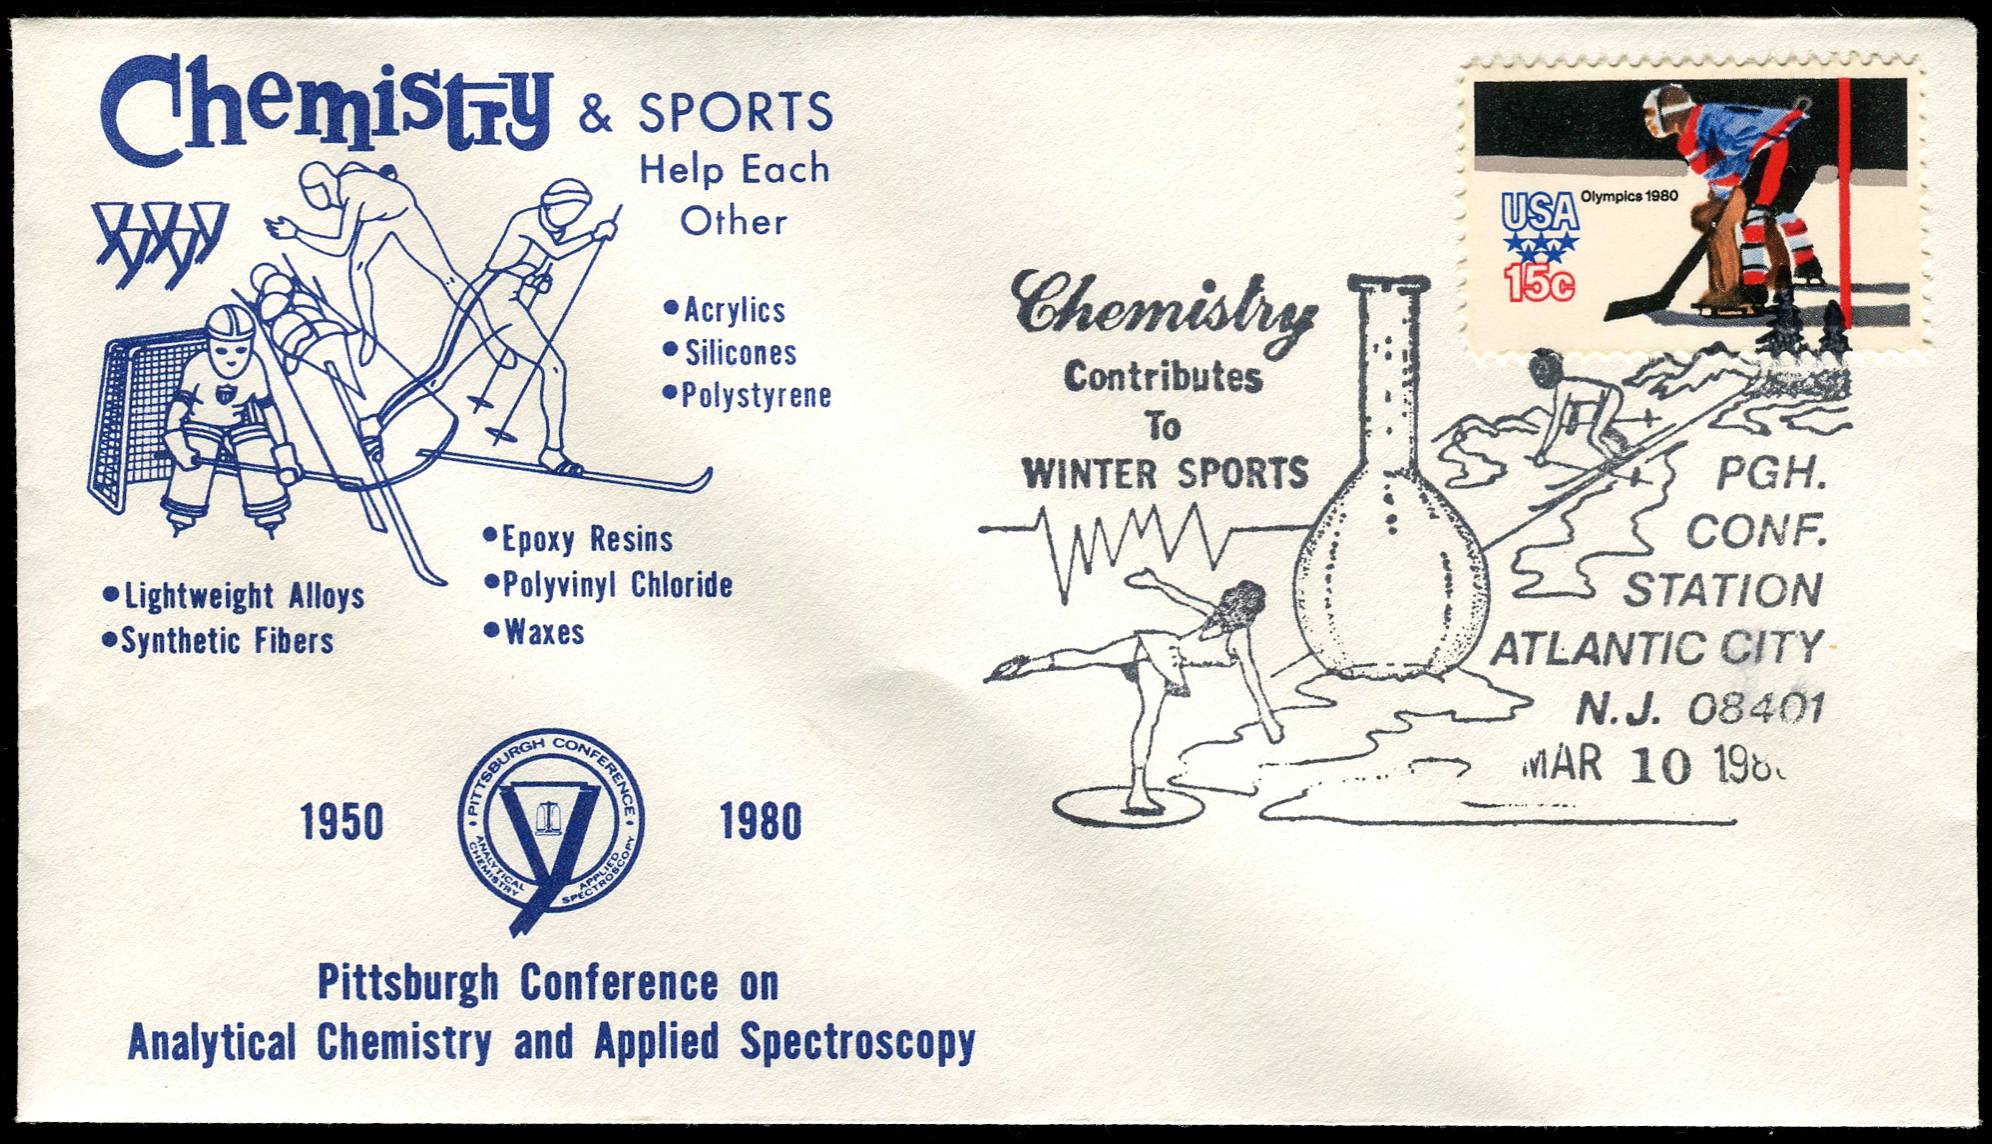 Chemistry & SPORTS
Help Each
Other
•Acrylics
•Silicones
•Polystyrene
•Epoxy Resins
•Polyvinyl Chloride
•Waxes
•Lightweight Alloys
•Synthetic Fibers
1950
PITTSBURGH CONFERENCE
ANALYTICAL
CHEMISTRY
APPLIED
SPECTROSCOPY
1980
Pittsburgh Conference on
Analytical Chemistry and Applied Spectroscopy
USA
Olympics 1980
15c
Chemistry
Contributes
To
WINTER SPORTS
PGH.
CONF.
STATION
ATLANTIC CITY
N.J. 08401
MAR 10